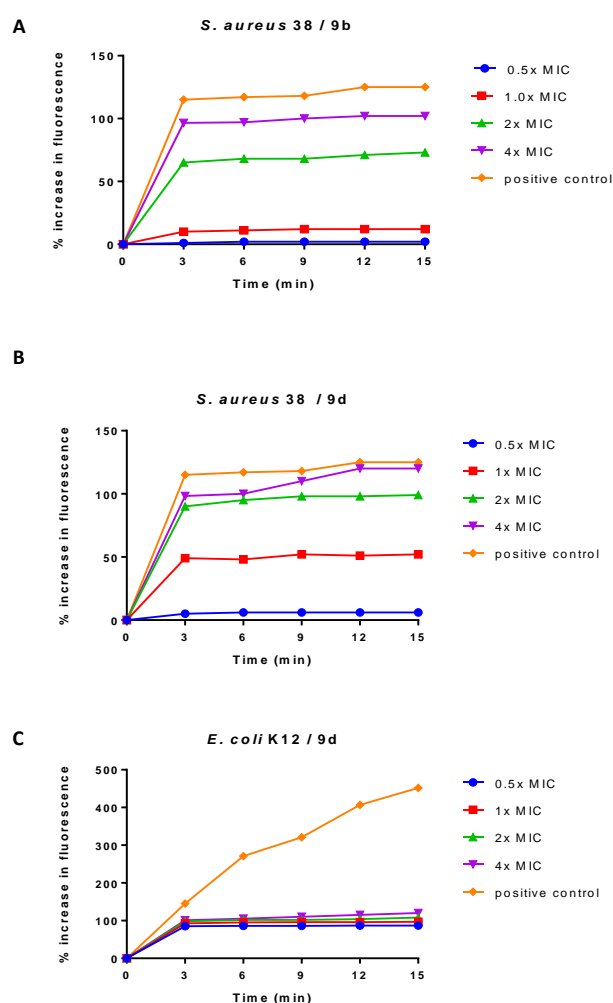 A
S. aureus 38 / 9b
% increase in fluorescence
150
100
50
0
0 3 6 9 12 15
Time (min)
0.5x MIC
1.0x MIC
2x MIC
4x MIC
positive control
B
S. aureus 38 / 9d
% increase in fluorescence
150
100
50
0
0 3 6 9 12 15
Time (min)
0.5x MIC
1x MIC
2x MIC
4x MIC
positive control
C
E. coli K12 / 9d
% increase in fluorescence
500
400
300
200
100
0
0 3 6 9 12 15
Time (min)
0.5x MIC
1x MIC
2x MIC
4x MIC
positive control